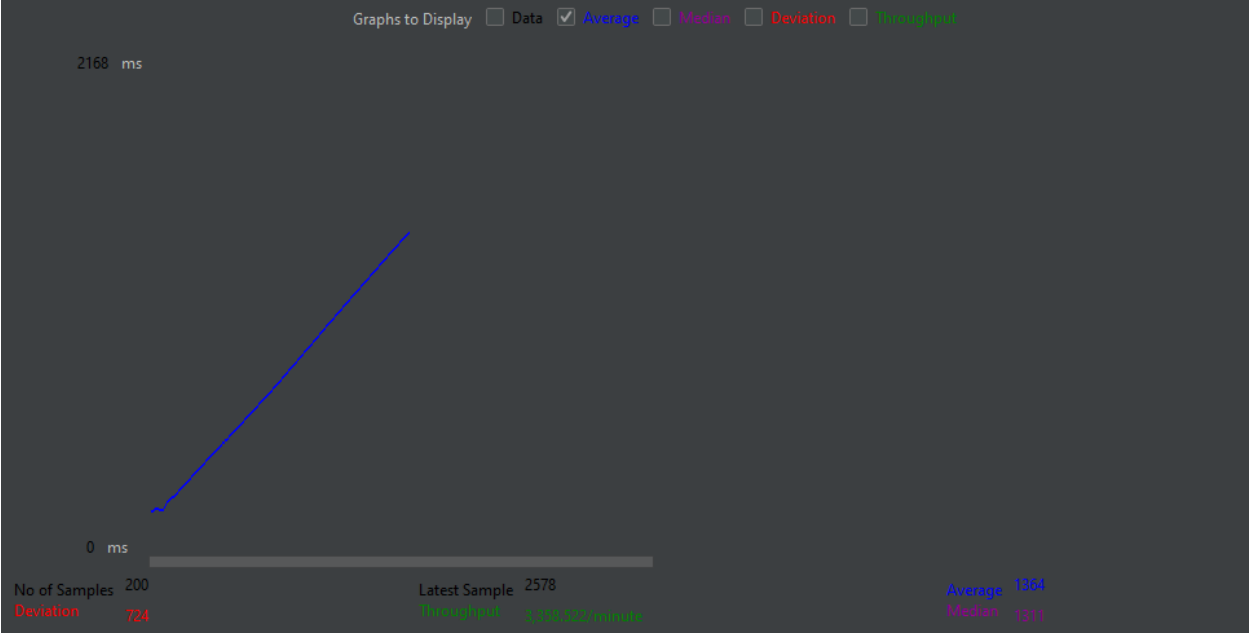 Graphs to Display Data Average Median Deviation Throughput
2168 ms
0 ms
No of Samples 200 Latest Sample 2578 Average 1364
Deviation 724 Throughput 3,358.522/minute Median 1311